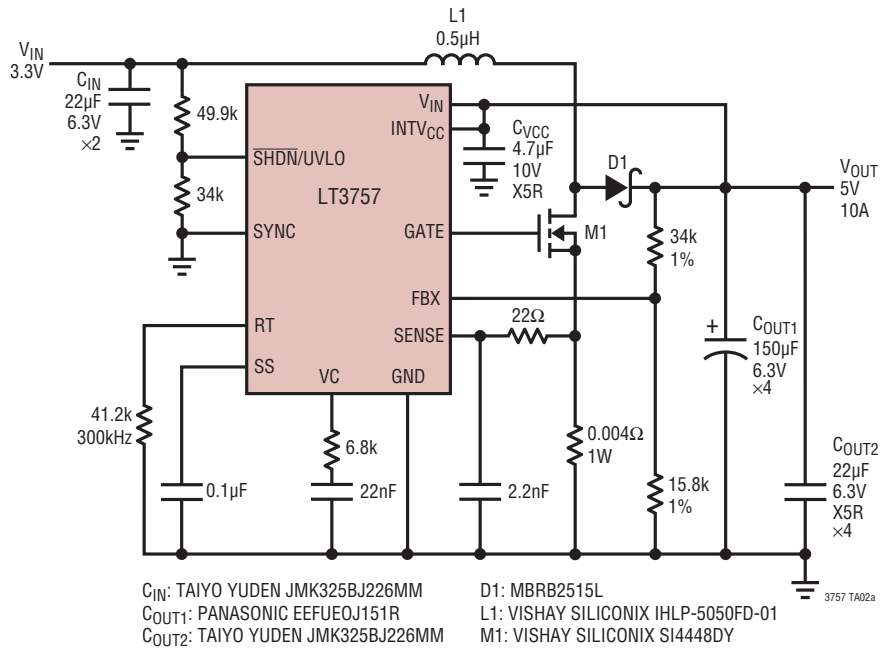 L1
0.5µH
VIN
3.3V
CIN
22µF
6.3V
×2
49.9k
34k
SHDN/UVLO
SYNC
RT
SS
VC
GND
LT3757
VIN
INTVCC
GATE
FBX
SENSE
CVCC
4.7µF
10V
X5R
D1
M1
VOUT
5V
10A
34k
1%
22Ω
+
COUT1
150µF
6.3V
×4
41.2k
300kHz
0.1µF
6.8k
22nF
2.2nF
0.004Ω
1W
15.8k
1%
COUT2
22µF
6.3V
X5R
×4
3757 TA02a
CIN: TAIYO YUDEN JMK325BJ226MM
COUT1: PANASONIC EEFUEOJ151R
COUT2: TAIYO YUDEN JMK325BJ226MM
D1: MBRB2515L
L1: VISHAY SILICONIX IHLP-5050FD-01
M1: VISHAY SILICONIX SI4448DY